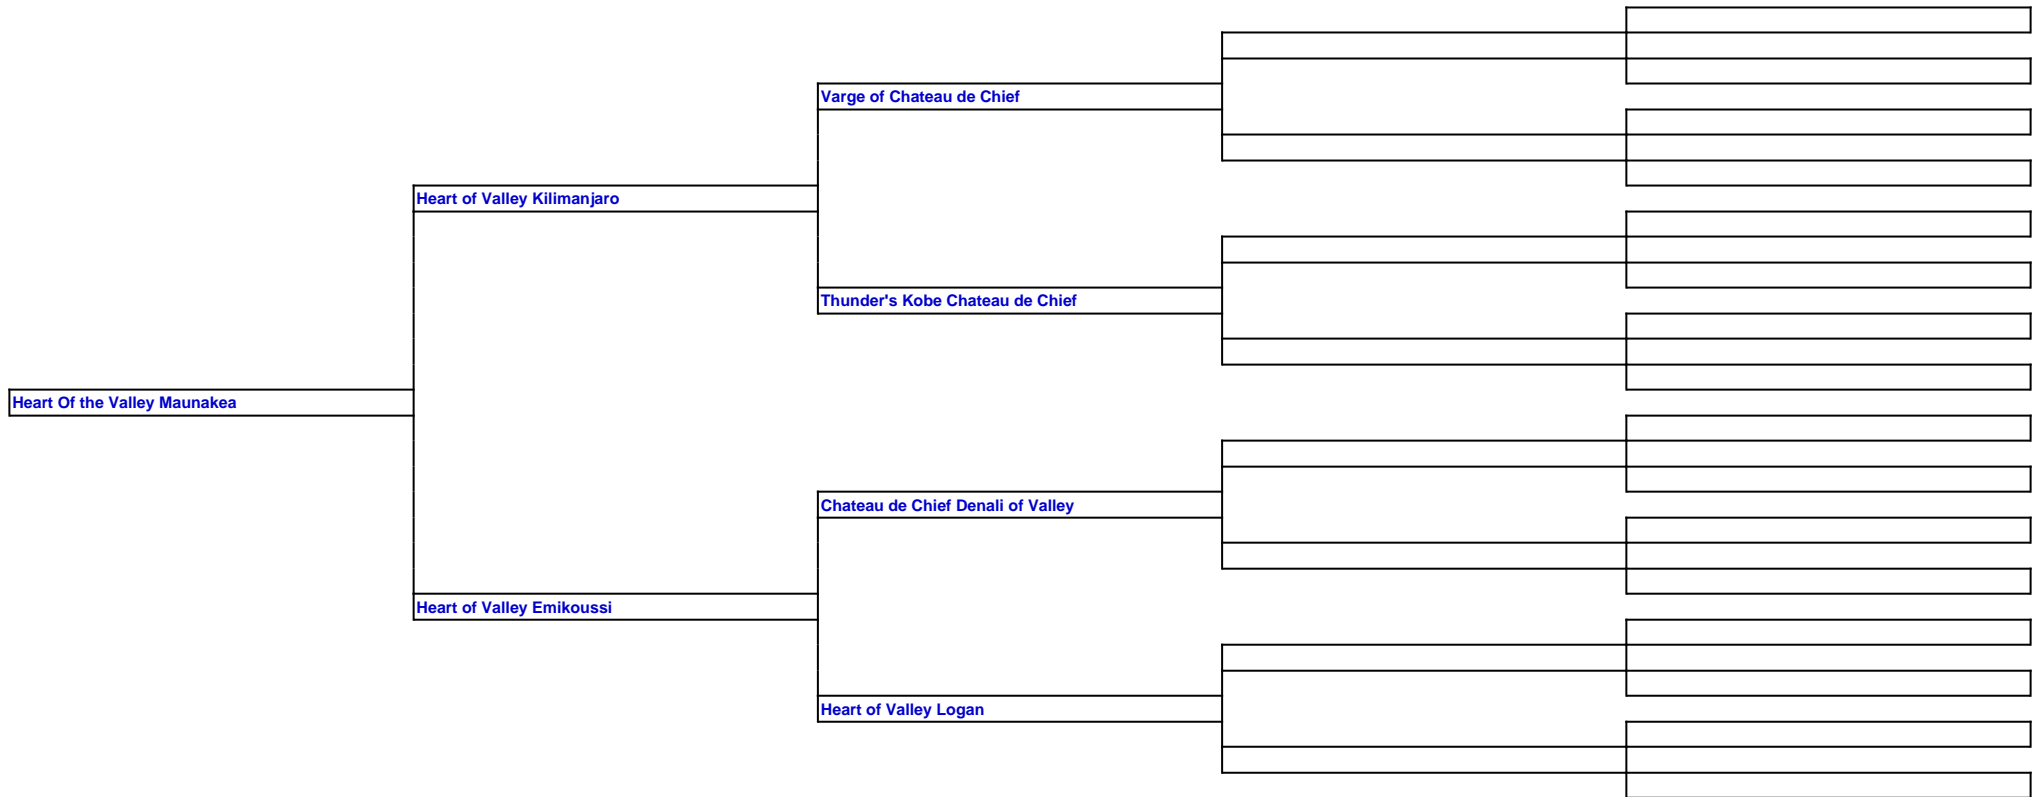 Varge of Chateau de Chief
Heart of Valley Kilimanjaro
Thunder's Kobe Chateau de Chief
Heart Of the Valley Maunakea
Chateau de Chief Denali of Valley
Heart of Valley Emikoussi
Heart of Valley Logan